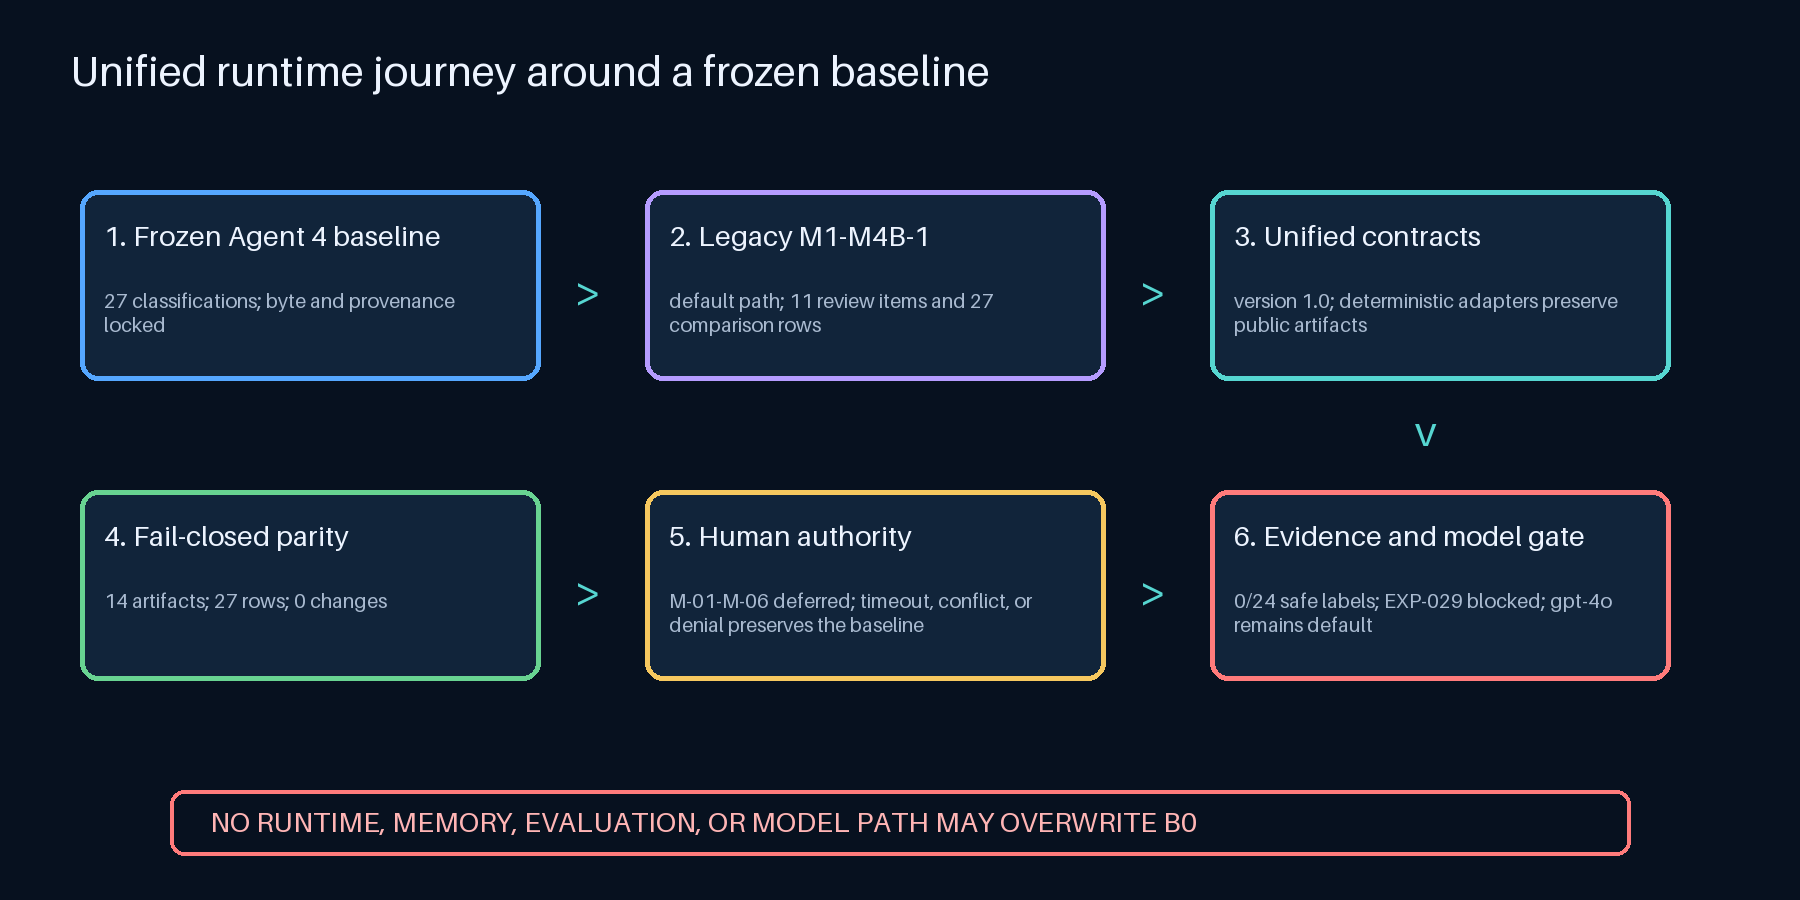 Unified runtime journey around a frozen baseline
1. Frozen Agent 4 baseline
27 classifications; byte and provenance
locked
>
2. Legacy M1-M4B-1
default path; 11 review items and 27
comparison rows
>
3. Unified contracts
version 1.0; deterministic adapters preserve
public artifacts
v
4. Fail-closed parity
14 artifacts; 27 rows; 0 changes
>
5. Human authority
M-01-M-06 deferred; timeout, conflict, or
denial preserves the baseline
>
6. Evidence and model gate
0/24 safe labels; EXP-029 blocked; gpt-4o
remains default
NO RUNTIME, MEMORY, EVALUATION, OR MODEL PATH MAY OVERWRITE B0